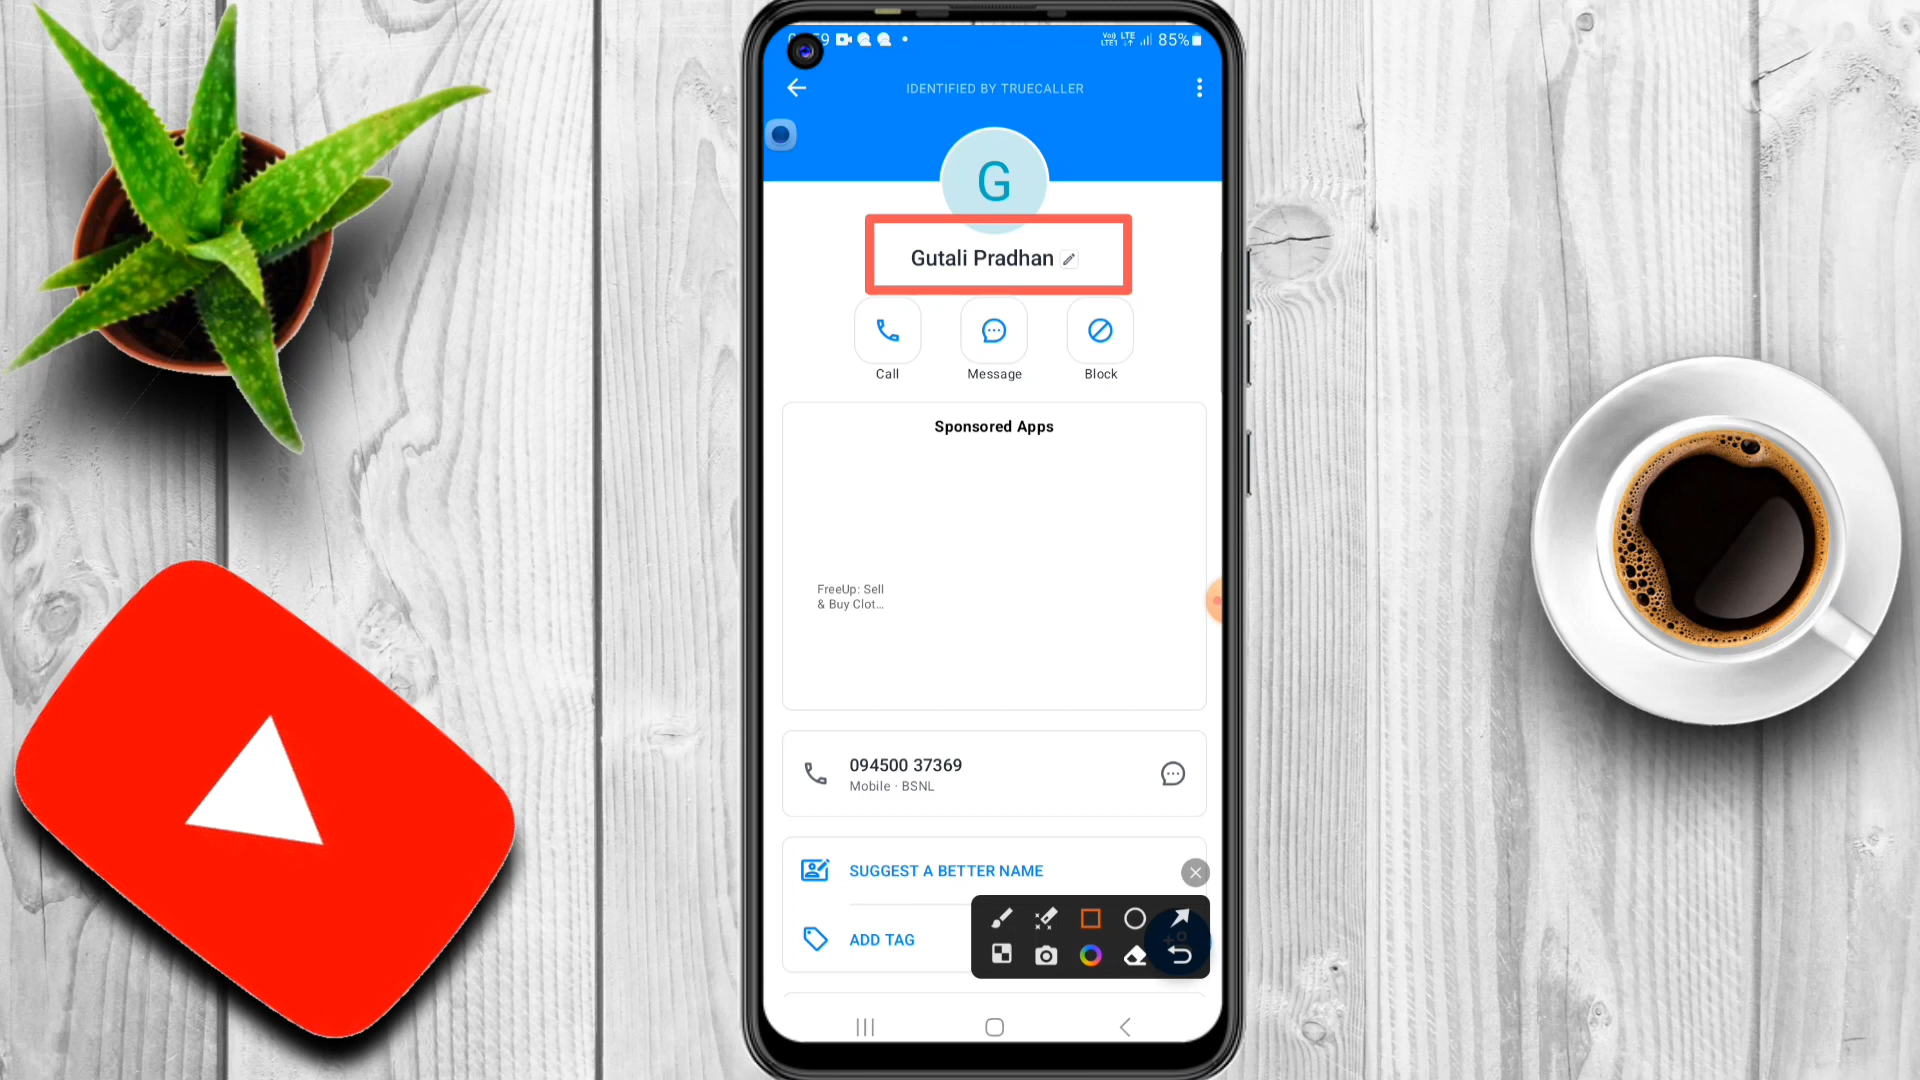 IDENTIFIED BY TRUECALLER
85%
G
Gutali Pradhan
Call
Message
Block
Sponsored Apps
FreeUp: Sell
& Buy Clot...
094500 37369
Mobile · BSNL
SUGGEST A BETTER NAME
ADD TAG